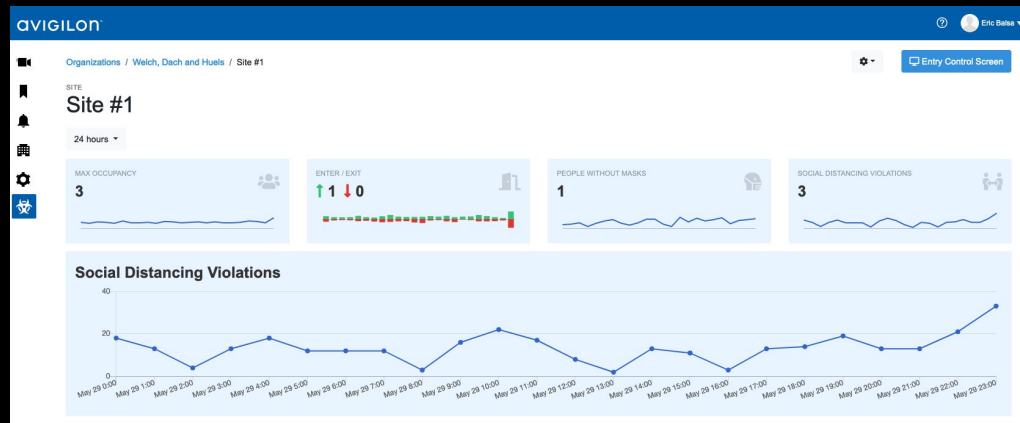 avigilon
Eric Balsa
Organizations / Welch, Dach and Huels / Site #1
Entry Control Screen
SITE
Site #1
24 hours
MAX OCCUPANCY
3
ENTER / EXIT
↑ 1 ↓ 0
PEOPLE WITHOUT MASKS
1
SOCIAL DISTANCING VIOLATIONS
3
Social Distancing Violations
40
20
0
May 29 0:00
May 29 1:00
May 29 2:00
May 29 3:00
May 29 4:00
May 29 5:00
May 29 6:00
May 29 7:00
May 29 8:00
May 29 9:00
May 29 10:00
May 29 11:00
May 29 12:00
May 29 13:00
May 29 14:00
May 29 15:00
May 29 16:00
May 29 17:00
May 29 18:00
May 29 19:00
May 29 20:00
May 29 21:00
May 29 22:00
May 29 23:00